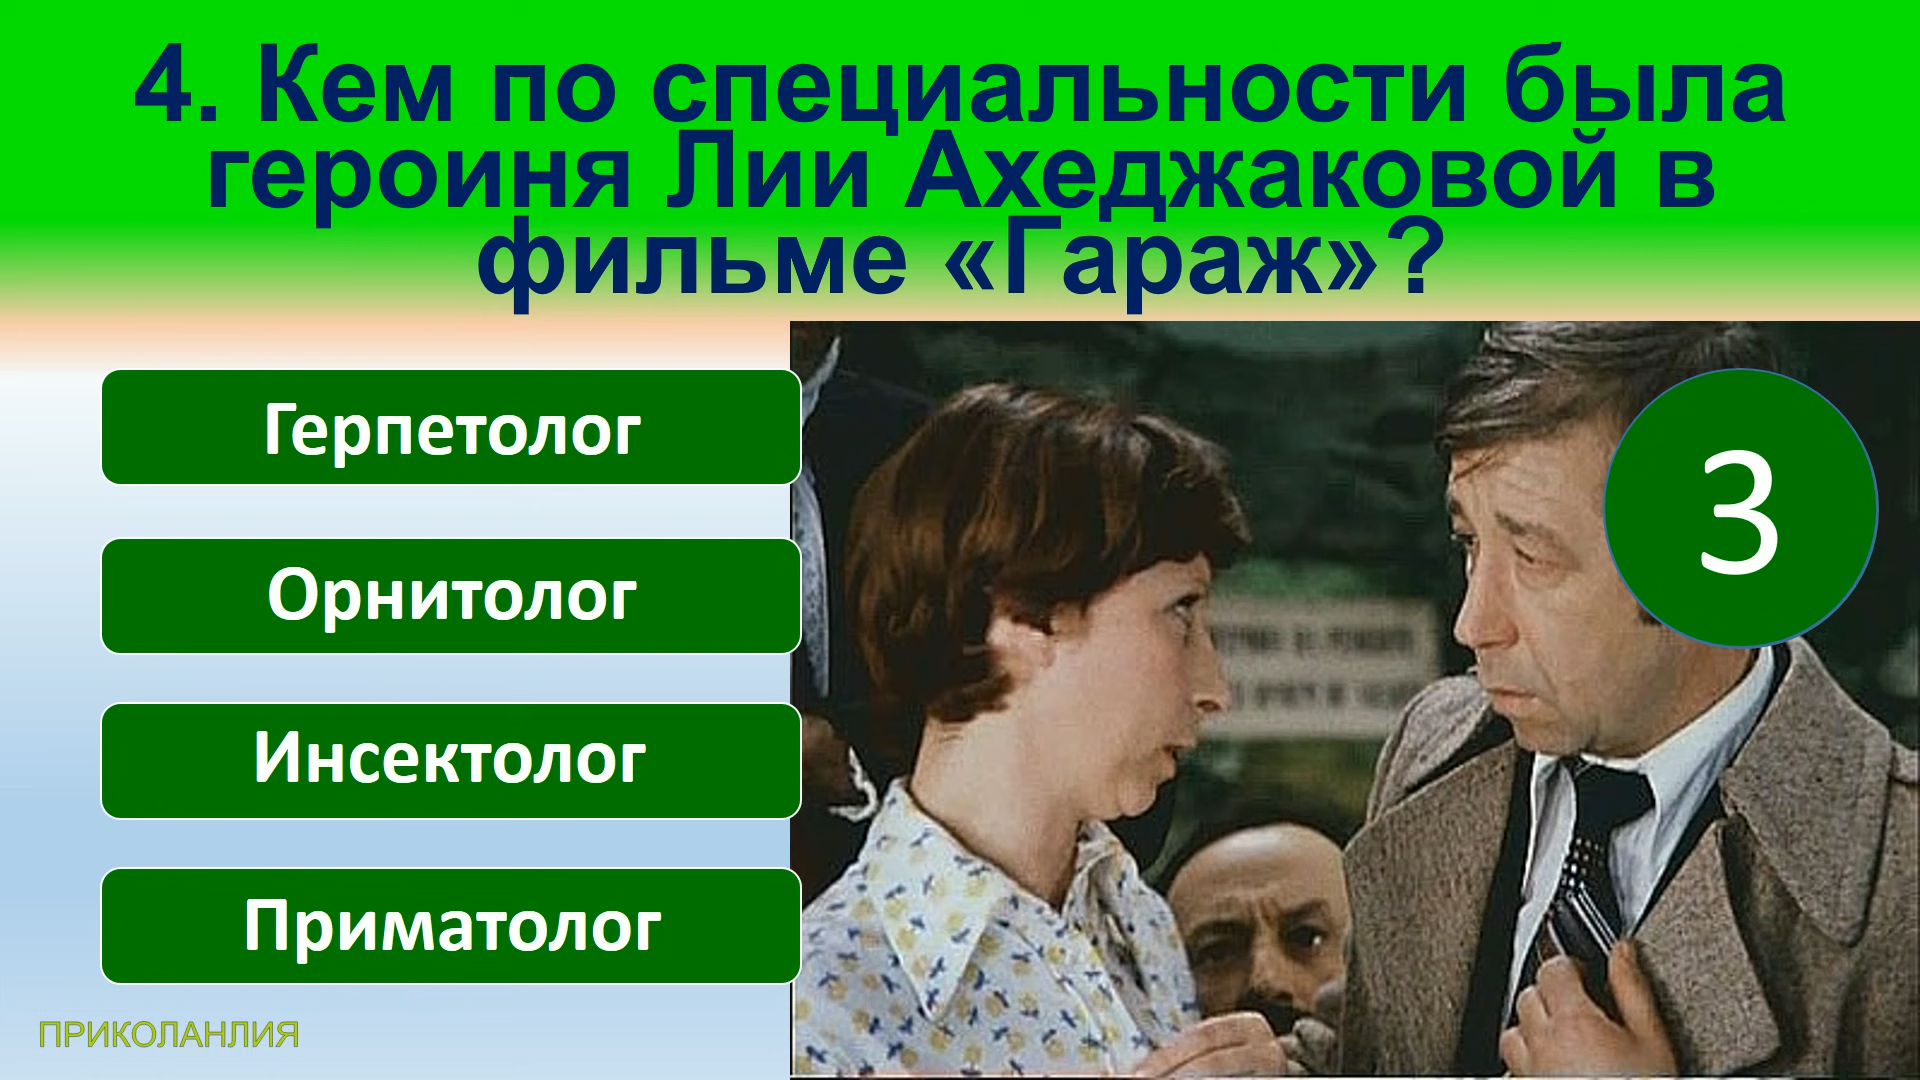 4. Кем по специальности была
героиня Лии Ахеджаковой в
фильме «Гараж»?
Герпетолог
Орнитолог
Инсектолог
Приматолог
3
ПРИКОЛАНЛИЯ